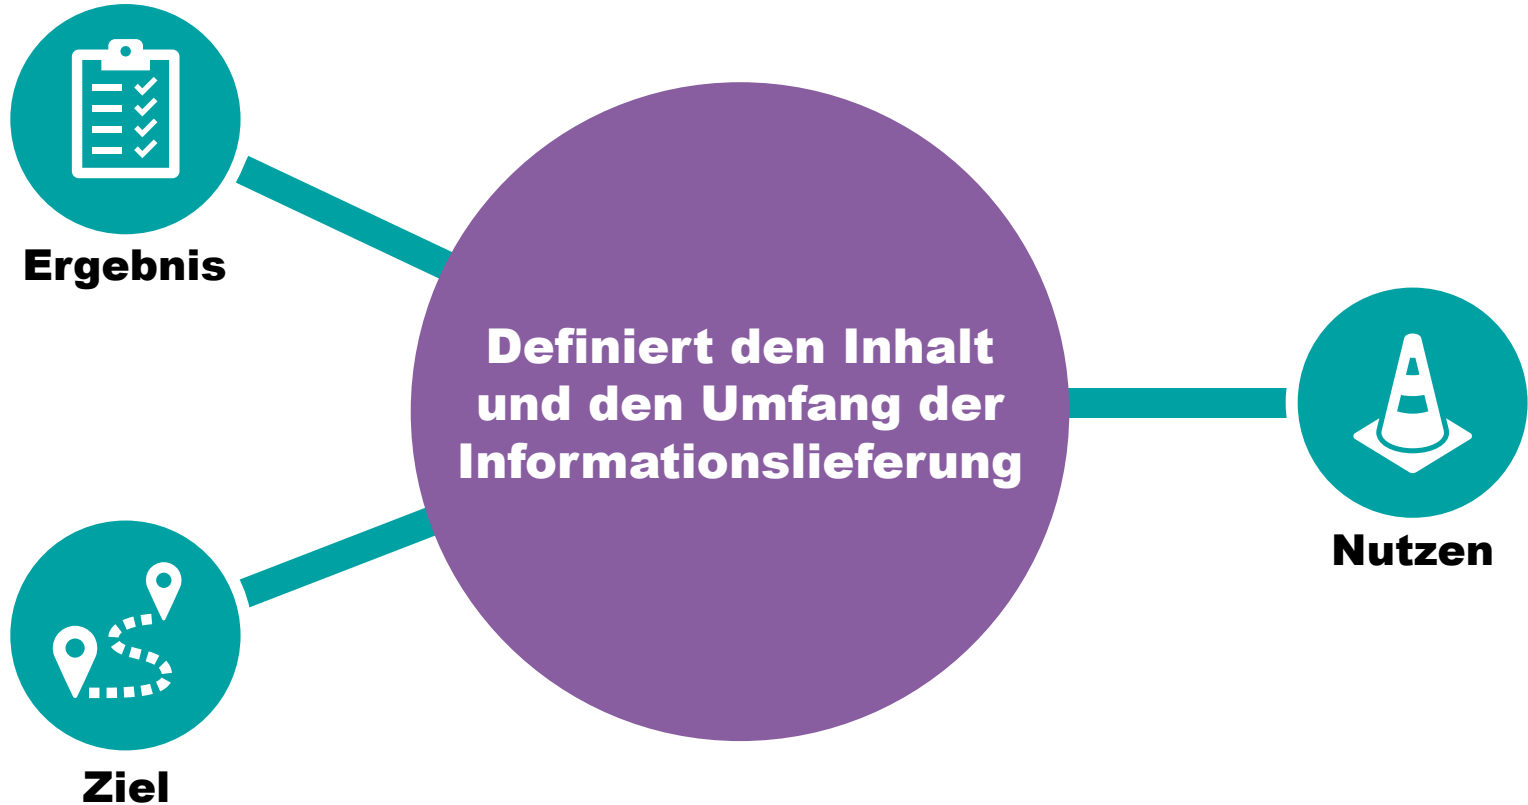 Ergebnis
Definiert den Inhalt
und den Umfang der
Informationslieferung
Nutzen
Ziel